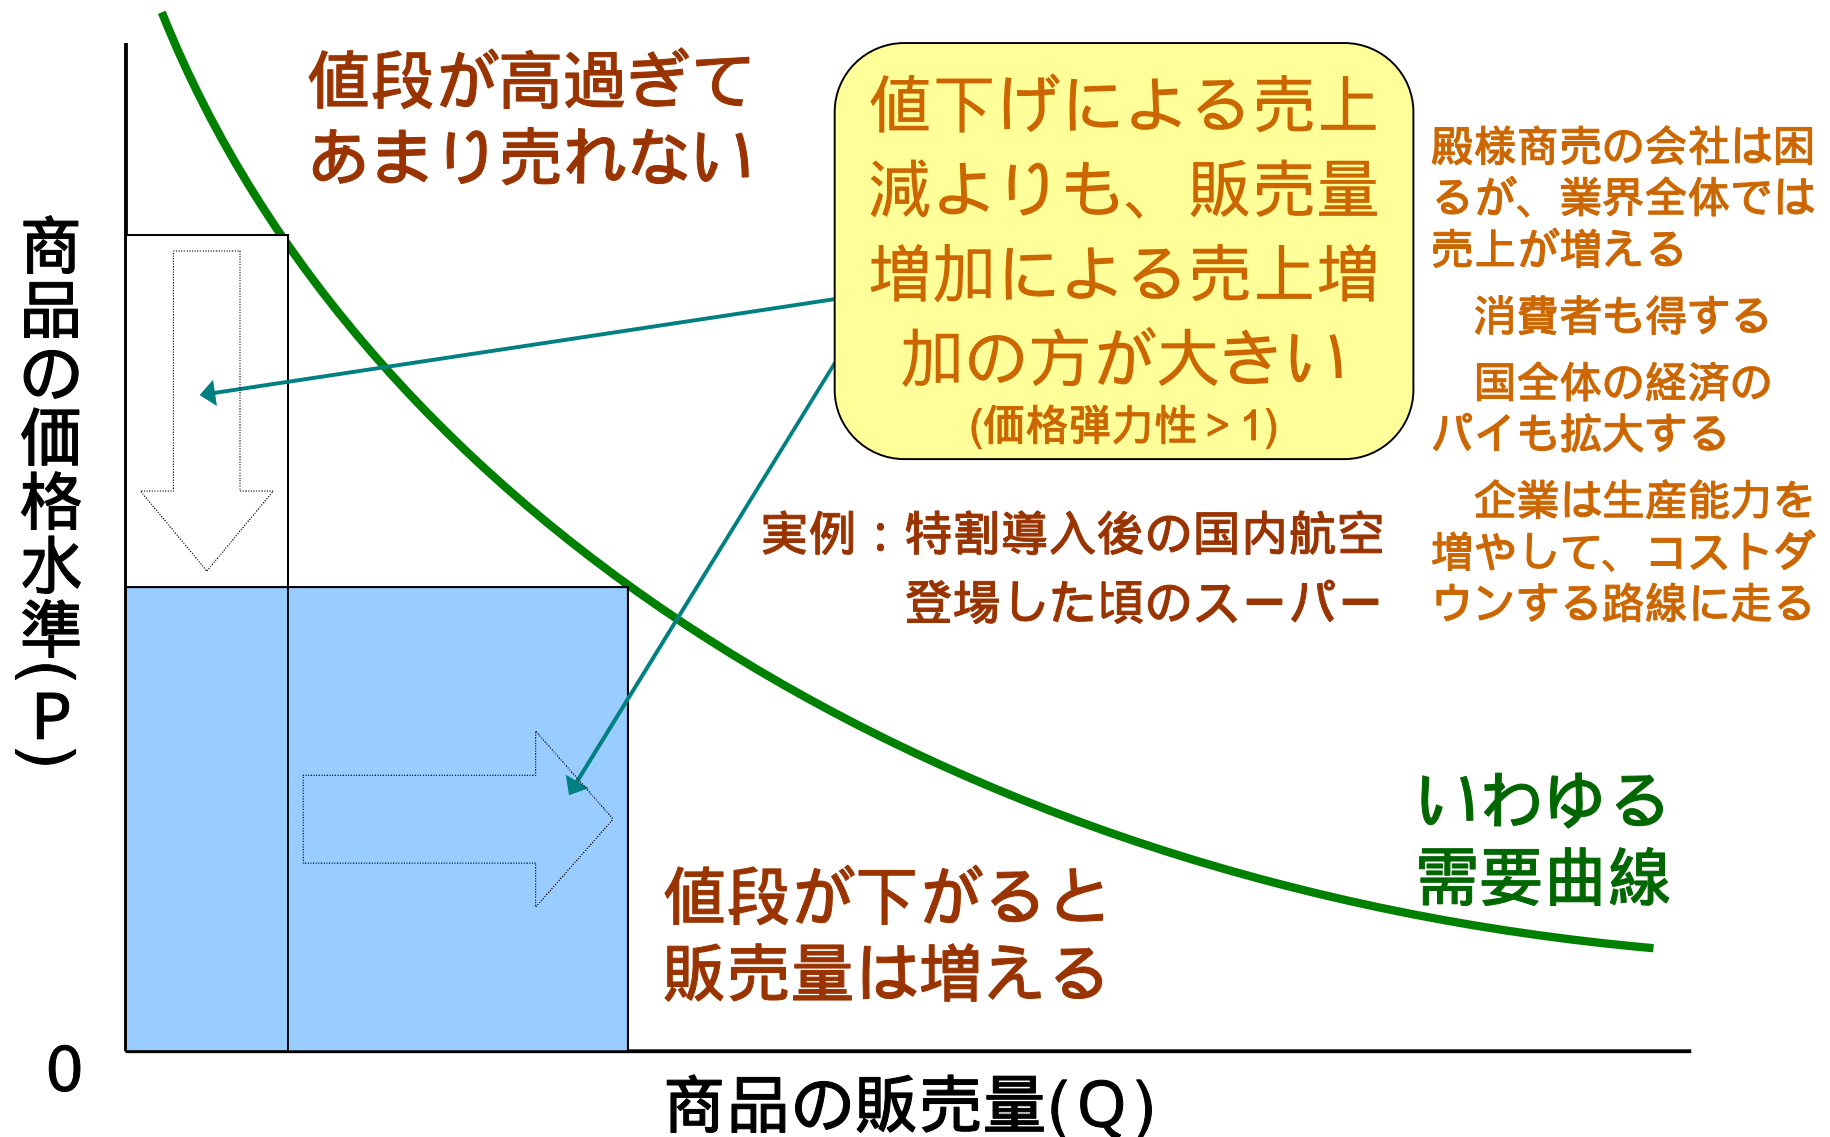 値段が高過ぎて
あまり売れない
値下げによる売上
減よりも、販売量
増加による売上増
加の方が大きい
(価格弾力性＞1)
殿様商売の会社は困
るが、業界全体では
売上が増える
消費者も得する
国全体の経済の
パイも拡大する
企業は生産能力を
増やして、コストダ
ウンする路線に走る
実例：特割導入後の国内航空
登場した頃のスーパー
商品の価格水準(P)
いわゆる
需要曲線
値段が下がると
販売量は増える
0
商品の販売量(Q)